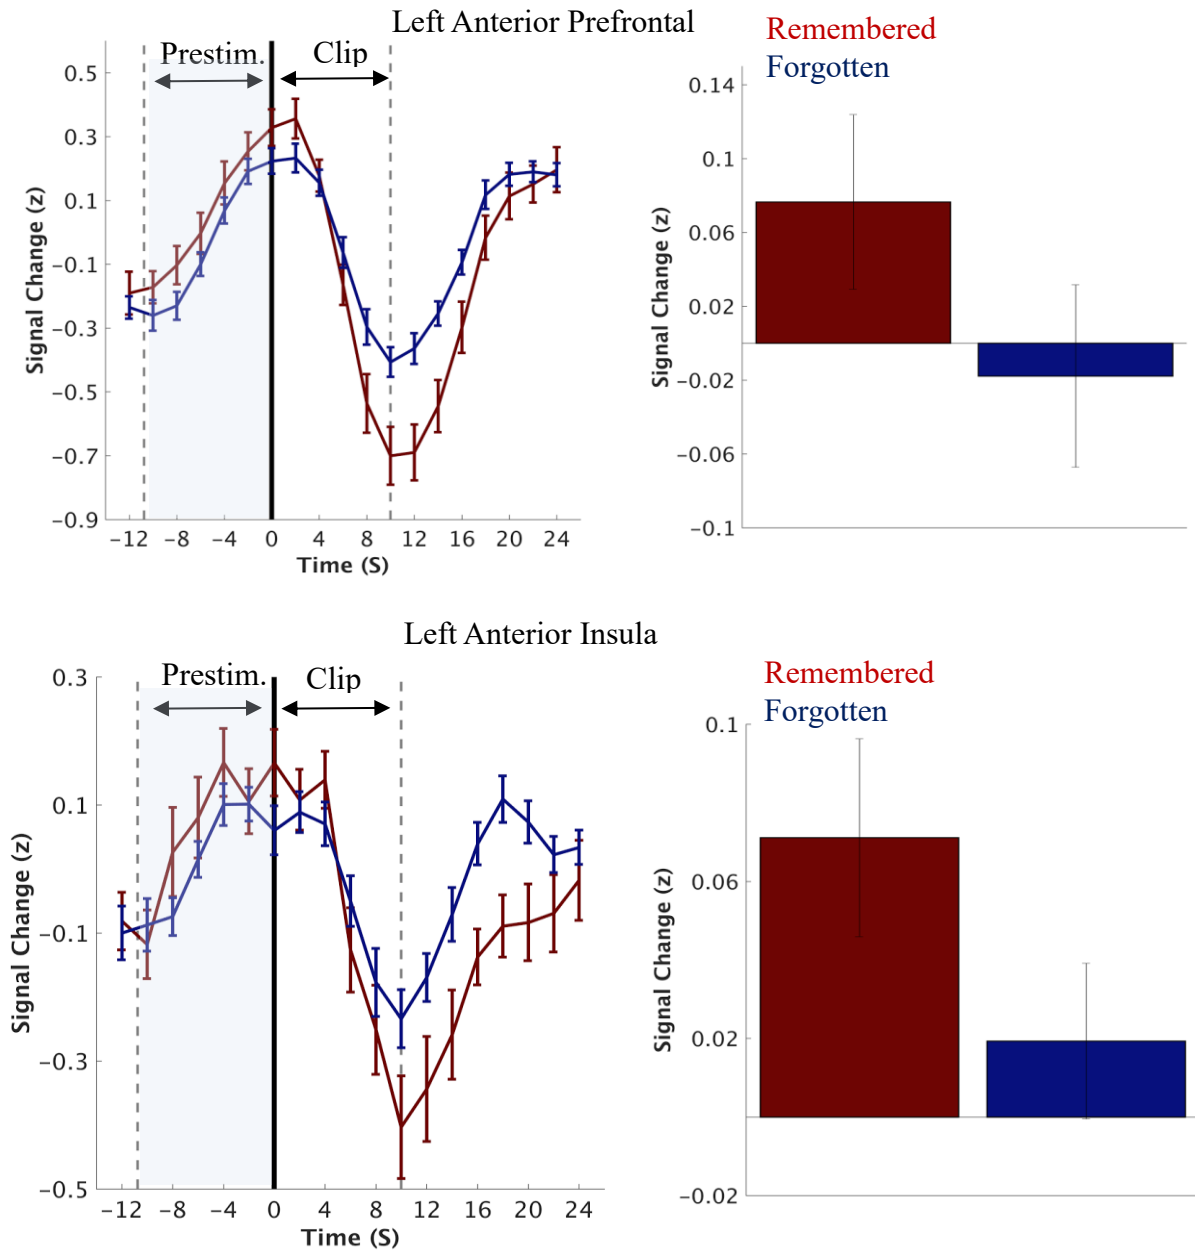 Left Anterior Prefrontal
Prestim.
Clip
0.5
0.3
0.1
−0.1
−0.3
−0.5
−0.7
−0.9
Signal Change (z)
−12 −8 −4 0 4 8 12 16 20 24
Time (S)
Remembered
Forgotten
0.14
0.1
0.06
0.02
−0.02
−0.06
−0.1
Signal Change (z)
Left Anterior Insula
Prestim.
Clip
0.3
0.1
−0.1
−0.3
−0.5
Signal Change (z)
−12 −8 −4 0 4 8 12 16 20 24
Time (S)
Remembered
Forgotten
0.1
0.06
0.02
−0.02
Signal Change (z)